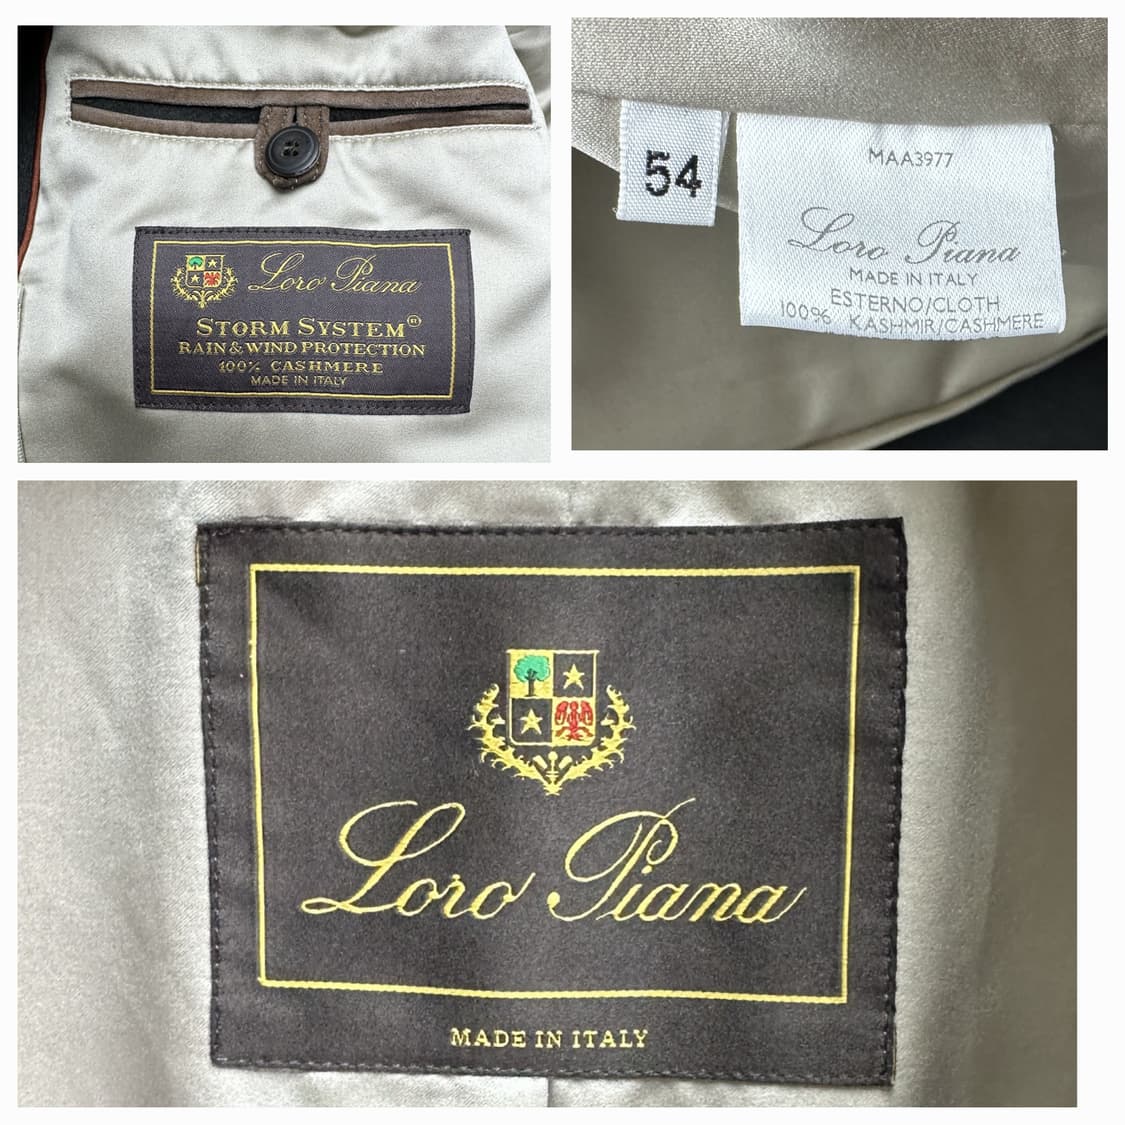 Loro Piana
STORM SYSTEM®
RAIN & WIND PROTECTION
100% CASHMERE
MADE IN ITALY
54
MAA3977
Loro Piana
MADE IN ITALY
ESTERNO/CLOTH
100% KASHMIR/CASHMERE
Loro Piana
MADE IN ITALY